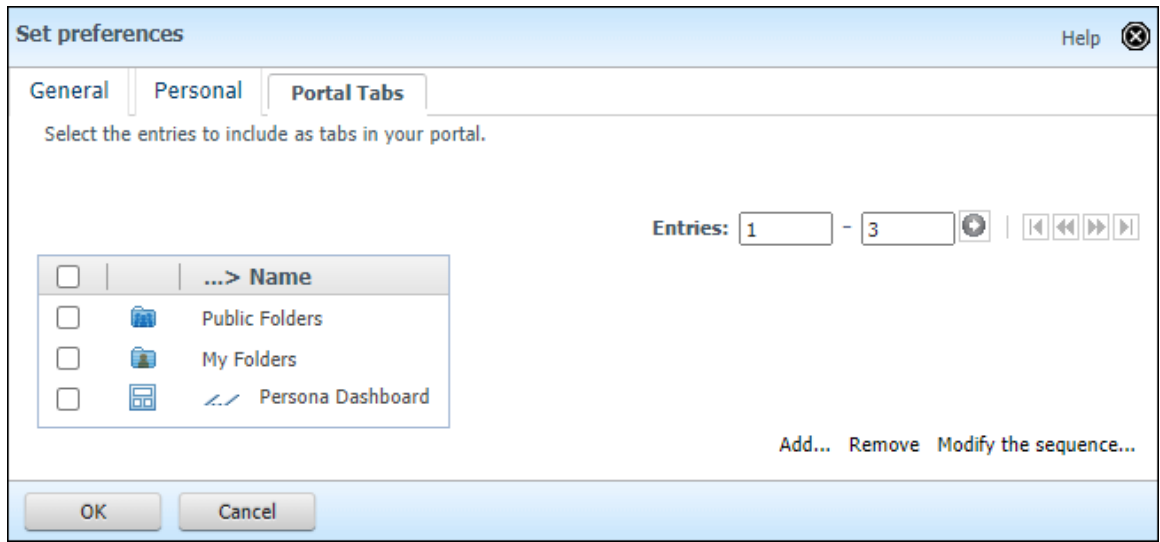 Set preferences
Help
General Personal Portal Tabs
Select the entries to include as tabs in your portal.
Entries: 1 - 3
...> Name
Public Folders
My Folders
Persona Dashboard
Add... Remove Modify the sequence...
OK Cancel